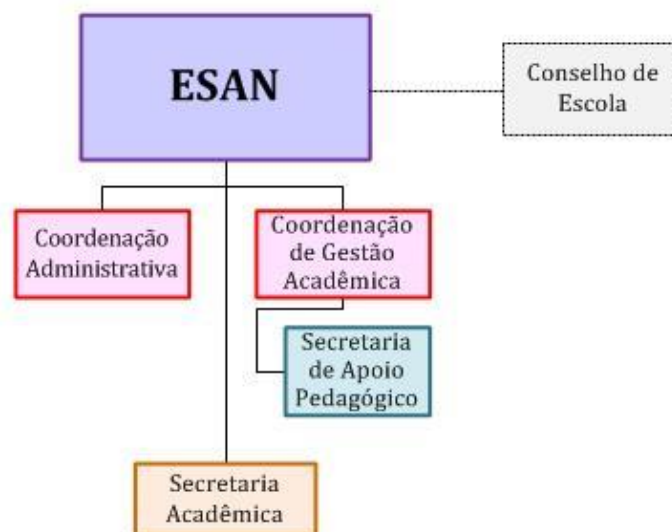 ESAN
Conselho de
Escola
Coordenação
Administrativa
Coordenação
de Gestão
Acadêmica
Secretaria
de Apoio
Pedagógico
Secretaria
Acadêmica